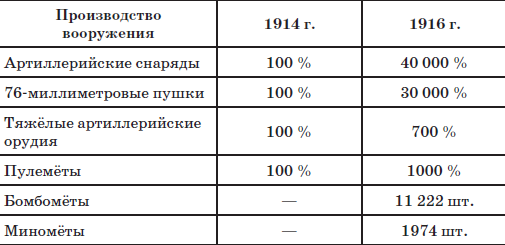 Производство вооружения 1914 г. 1916 г.
Артиллерийские снаряды 100 % 40 000 %
76-миллиметровые пушки 100 % 30 000 %
Тяжёлые артиллерийские орудия 100 % 700 %
Пулемёты 100 % 1000 %
Бомбомёты — 11 222 шт.
Миномёты — 1974 шт.